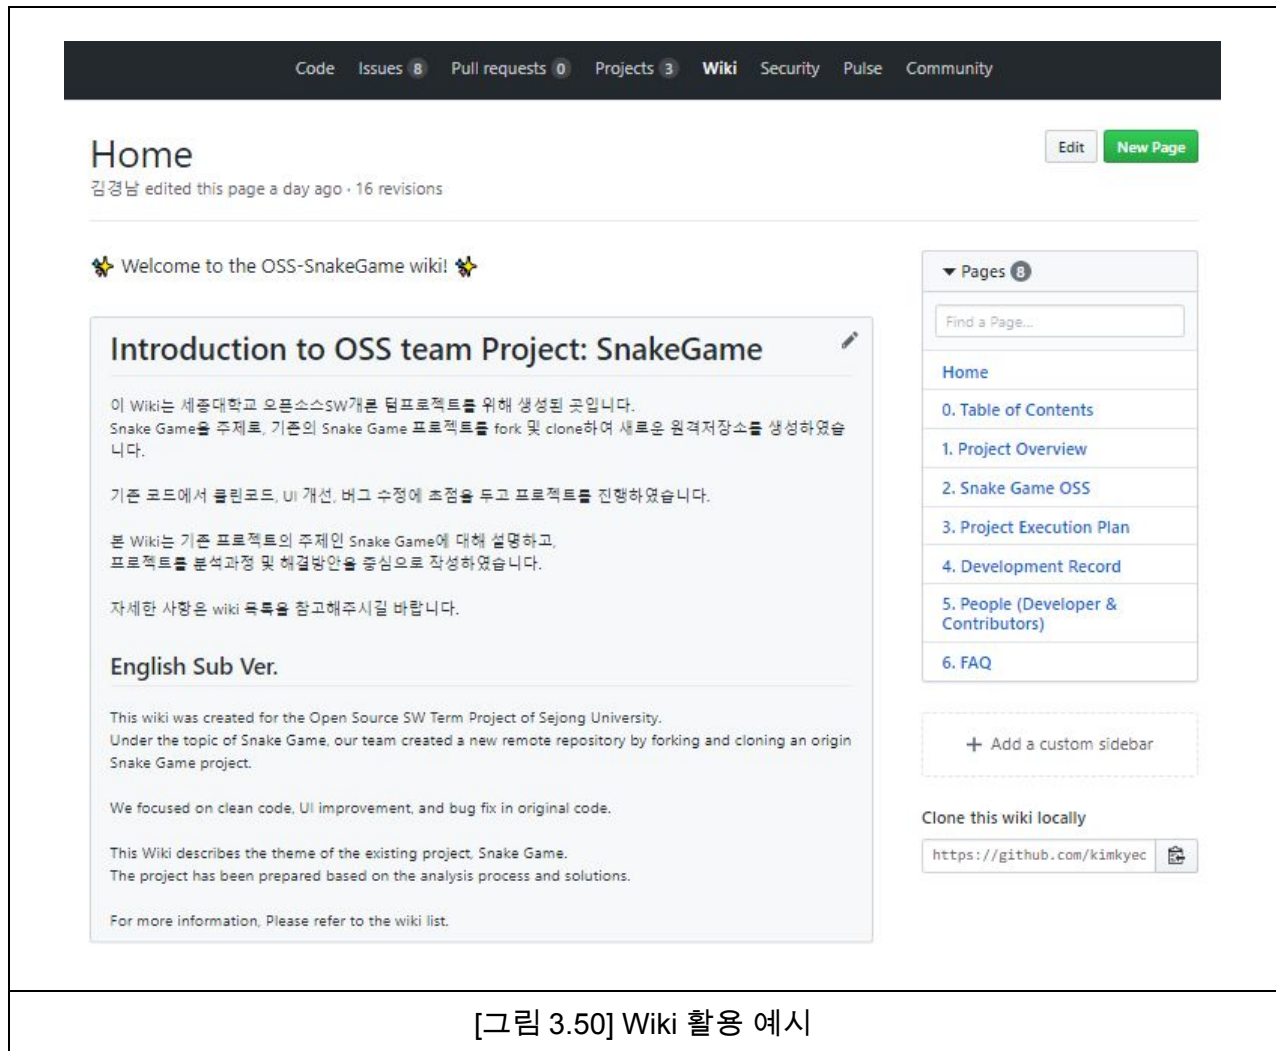 Code Issues 8 Pull requests 0 Projects 3 Wiki Security Pulse Community
Home
Edit
New Page
김경남 edited this page a day ago · 16 revisions
✨ Welcome to the OSS-SnakeGame wiki! ✨
Introduction to OSS team Project: SnakeGame
이 Wiki는 세종대학교 오픈소스SW개론 텀프로젝트를 위해 생성된 곳입니다.
Snake Game을 주제로, 기존의 Snake Game 프로젝트를 fork 및 clone하여 새로운 원격저장소를 생성하였습
니다.
기존 코드에서 클린코드, UI 개선, 버그 수정에 초점을 두고 프로젝트를 진행하였습니다.
본 Wiki는 기존 프로젝트의 주제인 Snake Game에 대해 설명하고,
프로젝트를 분석과정 및 해결방안을 중심으로 작성하였습니다.
자세한 사항은 wiki 목록을 참고해주시길 바랍니다.
English Sub Ver.
This wiki was created for the Open Source SW Term Project of Sejong University.
Under the topic of Snake Game, our team created a new remote repository by forking and cloning an origin
Snake Game project.
We focused on clean code, UI improvement, and bug fix in original code.
This Wiki describes the theme of the existing project, Snake Game.
The project has been prepared based on the analysis process and solutions.
For more information, Please refer to the wiki list.
Pages 8
Find a Page...
Home
0. Table of Contents
1. Project Overview
2. Snake Game OSS
3. Project Execution Plan
4. Development Record
5. People (Developer &
Contributors)
6. FAQ
+ Add a custom sidebar
Clone this wiki locally
https://github.com/kimkyec
[그림 3.50] Wiki 활용 예시